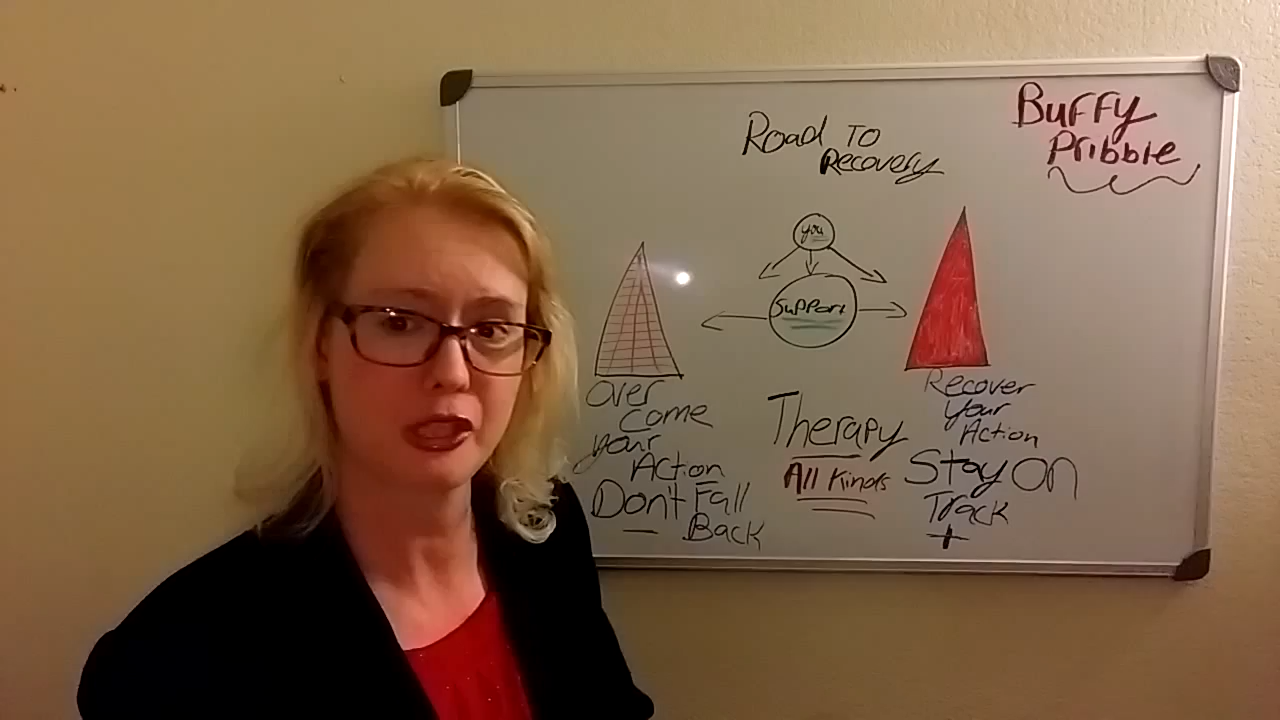 Buffy
Pribble
Road To
Recovery
you
Support
Over
Come
your
Action
Don't Fall
Back
Therapy
All Kinds
Recover
Your
Action
Stay On
Track
+